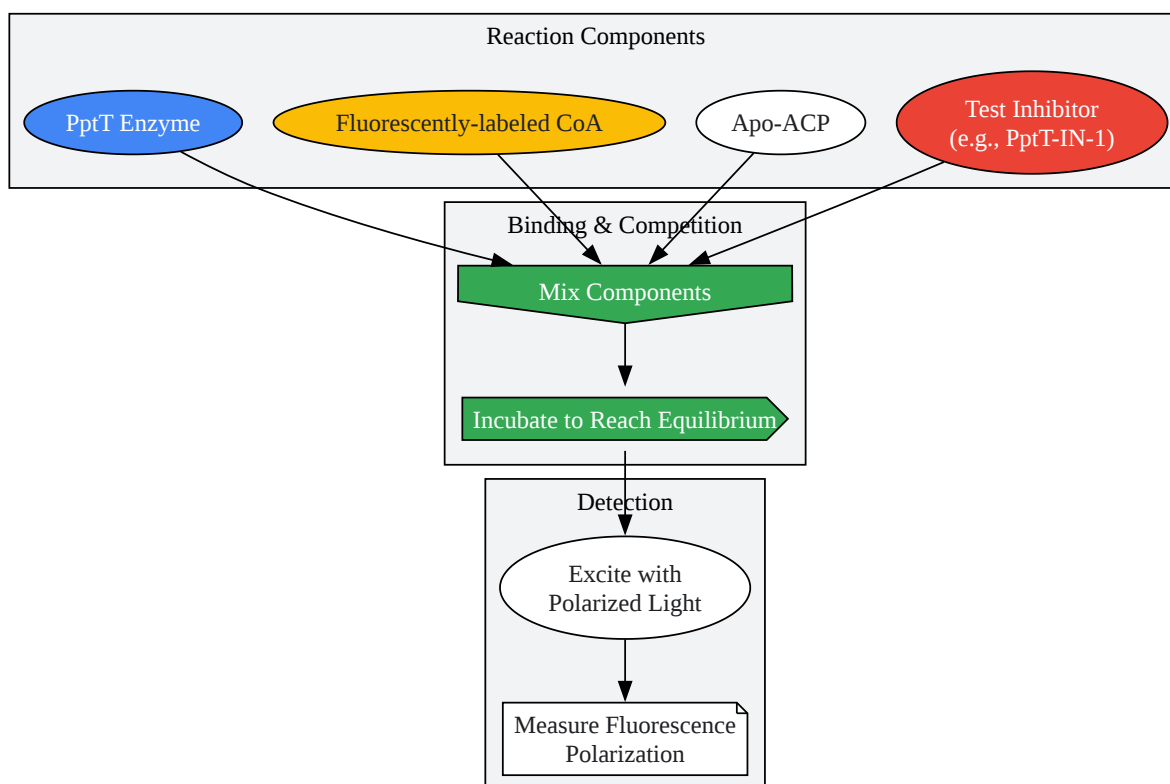 Reaction Components
PptT Enzyme
Fluorescently-labeled CoA
Apo-ACP
Test Inhibitor
(e.g., PptT-IN-1)
Binding & Competition
Mix Components
Incubate to Reach Equilibrium
Detection
Excite with
Polarized Light
Measure Fluorescence
Polarization